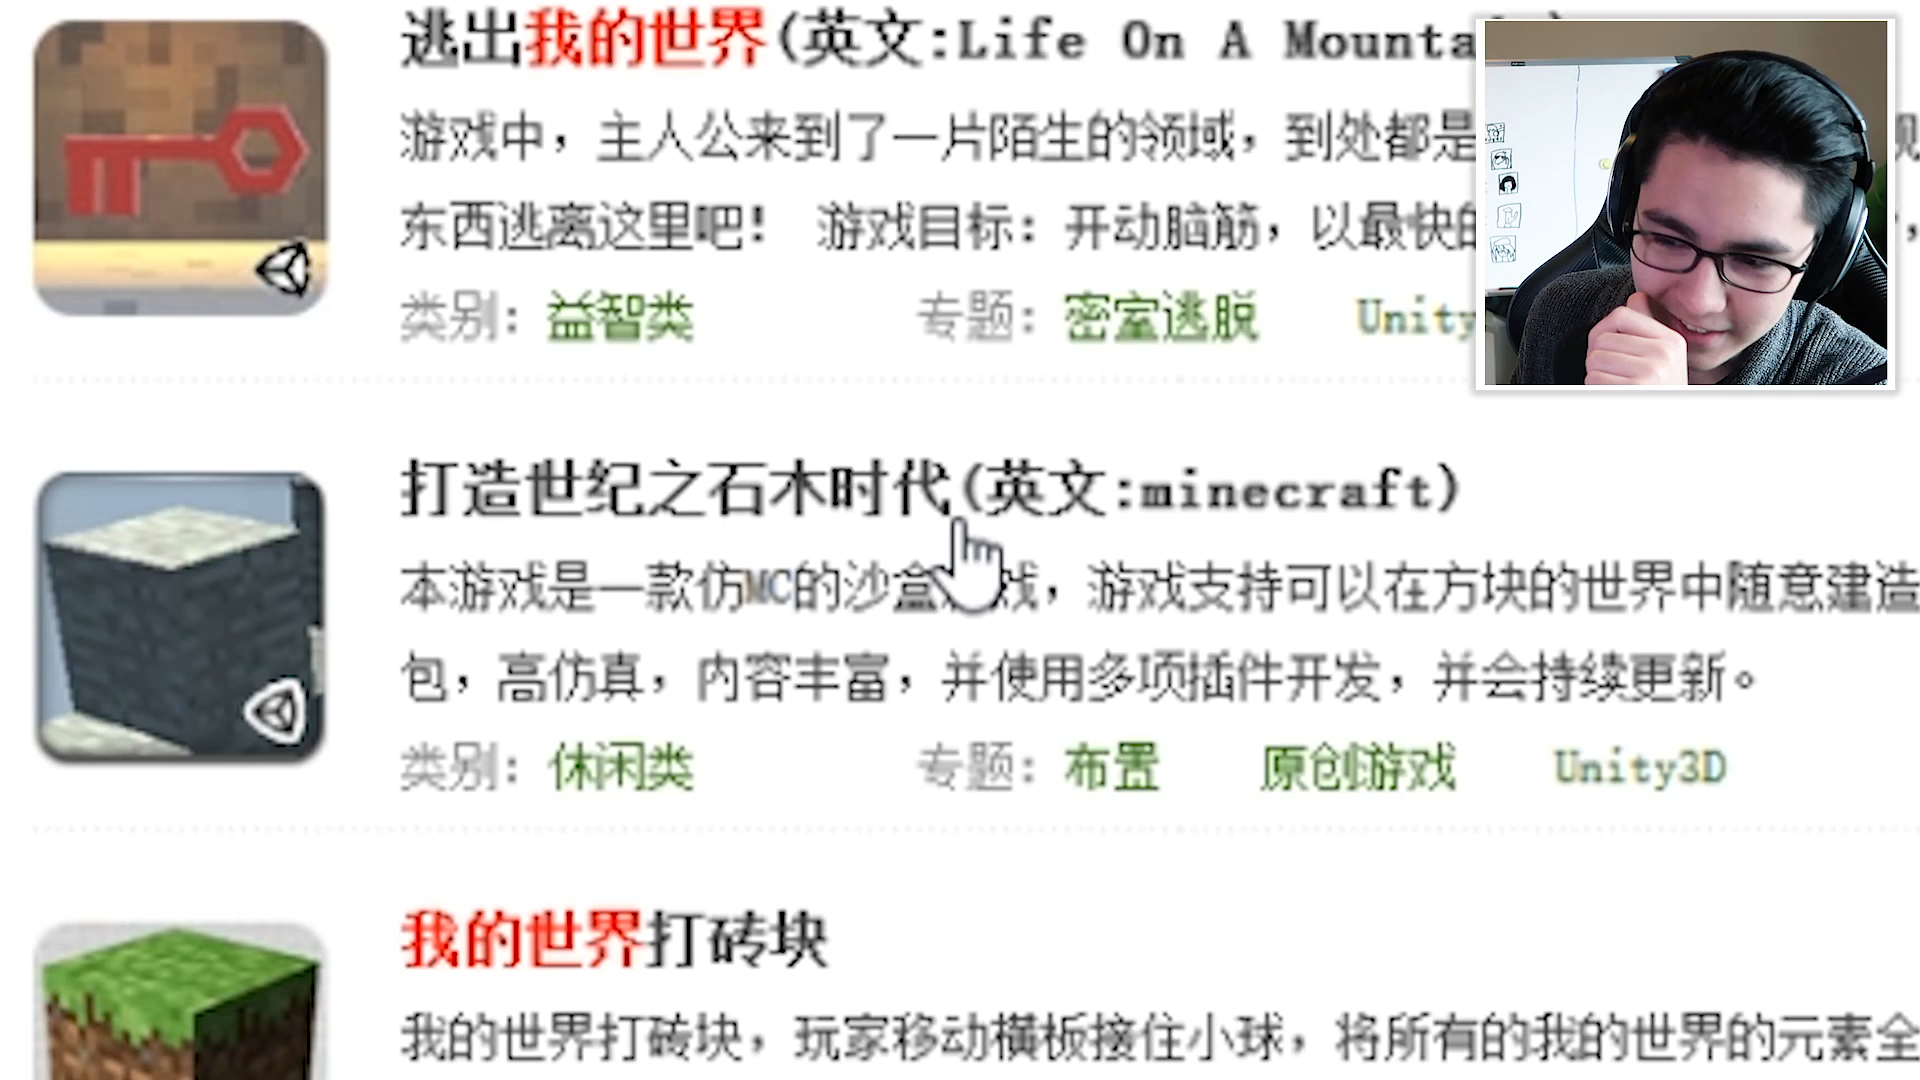 逃出我的世界(英文:Life On A Mounta
游戏中，主人公来到了一片陌生的领域，到处都是
东西逃离这里吧！ 游戏目标：开动脑筋，以最快的
类别：益智类 专题：密室逃脱 Unity
打造世纪之石木时代(英文:minecraft)
本游戏是一款仿MC的沙盒戏，游戏支持可以在方块的世界中随意建造
包，高仿真，内容丰富，并使用多项插件开发，并会持续更新。
类别：休闲类 专题：布置 原创游戏 Unity3D
我的世界打砖块
我的世界打砖块，玩家移动横板接住小球，将所有的我的世界的元素全